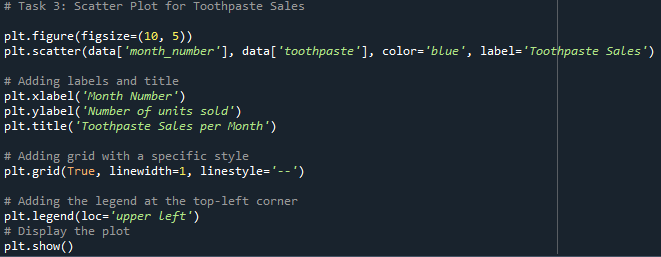 # Task 3: Scatter Plot for Toothpaste Sales
plt.figure(figsize=(10, 5))
plt.scatter(data['month_number'], data['toothpaste'], color='blue', label='Toothpaste Sales')
# Adding labels and title
plt.xlabel('Month Number')
plt.ylabel('Number of units sold')
plt.title('Toothpaste Sales per Month')
# Adding grid with a specific style
plt.grid(True, linewidth=1, linestyle='--')
# Adding the legend at the top-left corner
plt.legend(loc='upper left')
# Display the plot
plt.show()